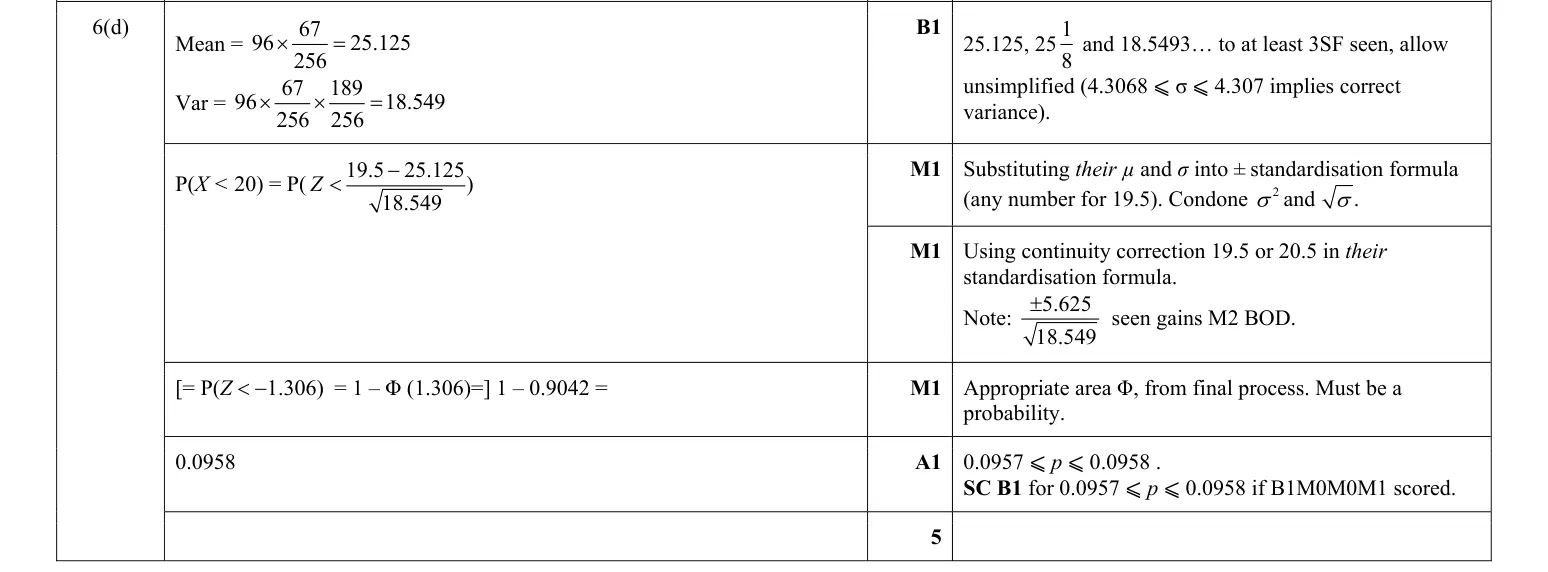 6(d)
Mean = 96 × 67/256 = 25.125
Var = 96 × 67/256 × 189/256 = 18.549
B1
25.125, 25 1/8 and 18.5493… to at least 3SF seen, allow
unsimplified (4.3068 ⩽ σ ⩽ 4.307 implies correct
variance).
P(X < 20) = P( Z < (19.5 − 25.125)/√18.549 )
M1
Substituting their μ and σ into ± standardisation formula
(any number for 19.5). Condone σ² and √σ .
M1
Using continuity correction 19.5 or 20.5 in their
standardisation formula.
Note: ±5.625/√18.549 seen gains M2 BOD.
[= P(Z < −1.306) = 1 – Φ (1.306)=] 1 – 0.9042 =
M1
Appropriate area Φ, from final process. Must be a
probability.
0.0958
A1
0.0957 ⩽ p ⩽ 0.0958 .
SC B1 for 0.0957 ⩽ p ⩽ 0.0958 if B1M0M0M1 scored.
5